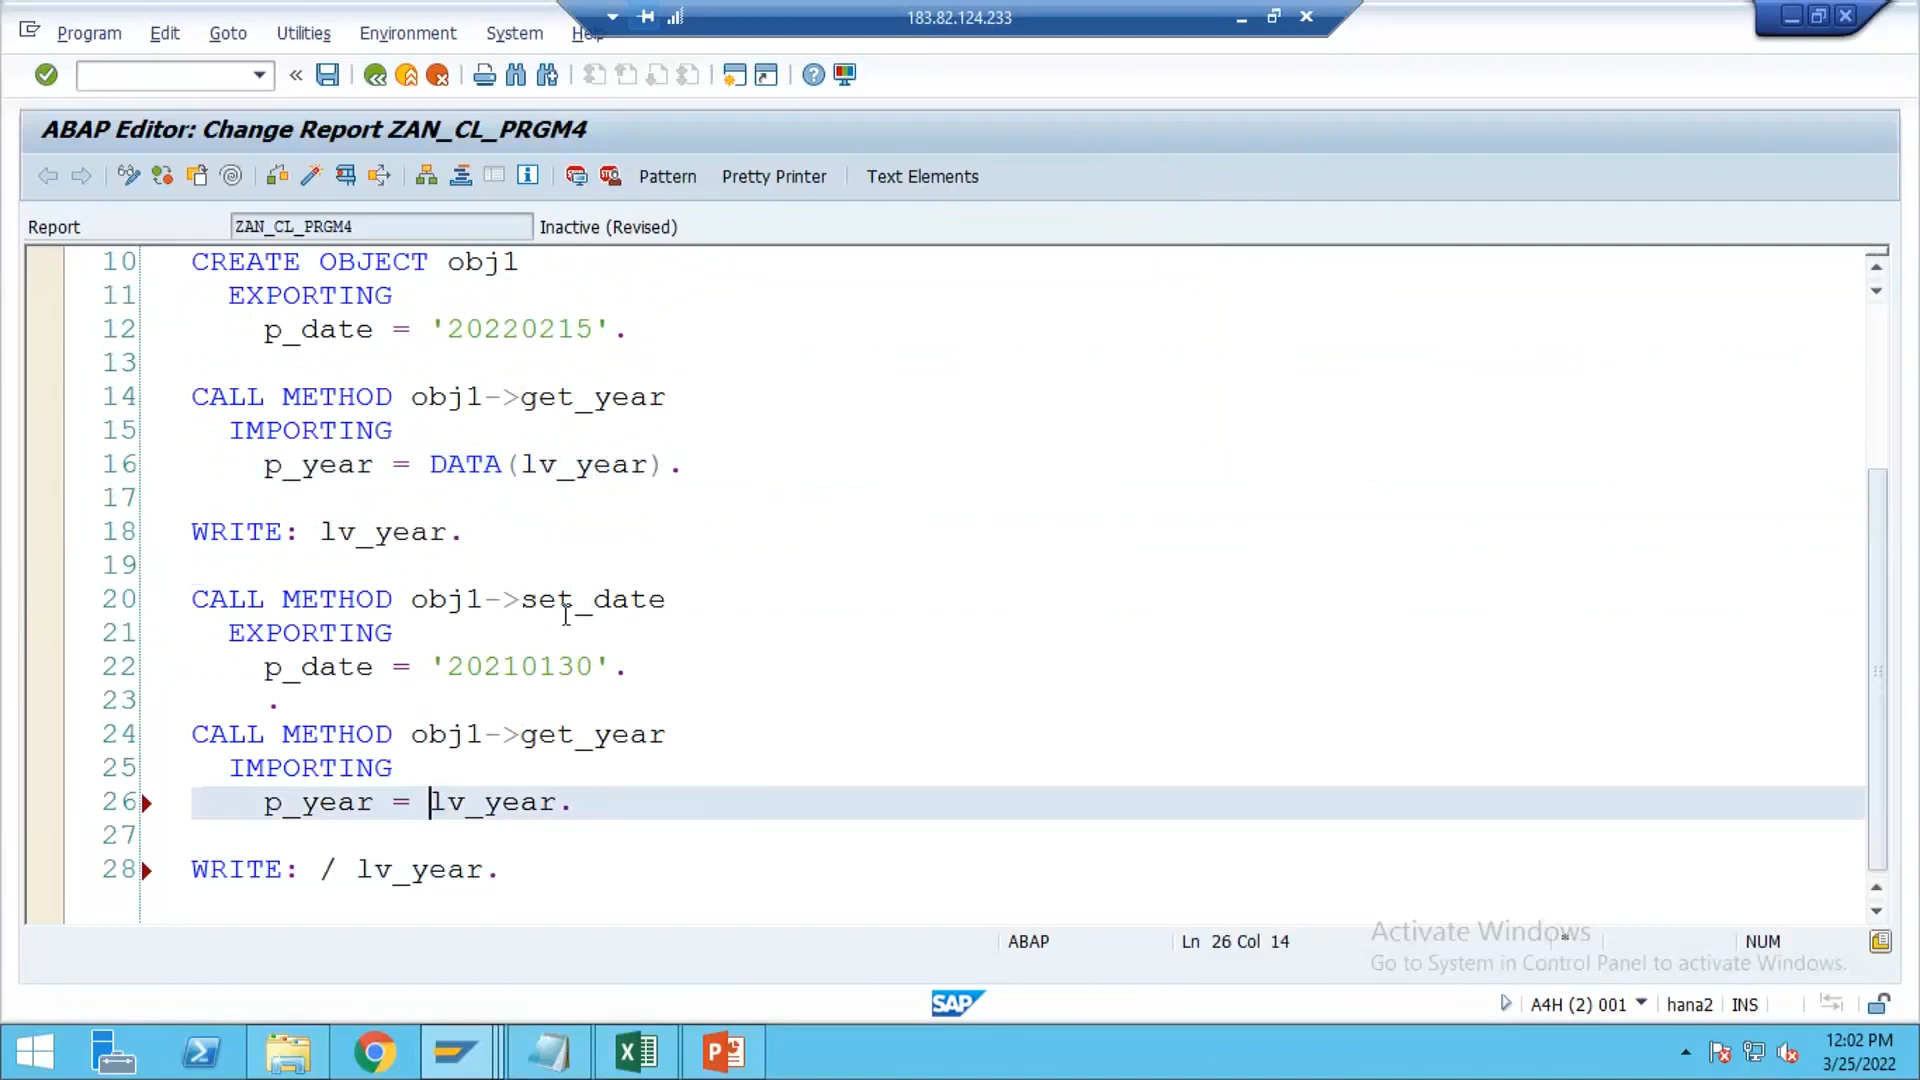 183.82.124.233
Program Edit Goto Utilities Environment System Help
ABAP Editor: Change Report ZAN_CL_PRGM4
Pattern Pretty Printer Text Elements
Report ZAN_CL_PRGM4 Inactive (Revised)
10 CREATE OBJECT obj1
11 EXPORTING
12 p_date = '20220215'.
13
14 CALL METHOD obj1->get_year
15 IMPORTING
16 p_year = DATA(lv_year).
17
18 WRITE: lv_year.
19
20 CALL METHOD obj1->set_date
21 EXPORTING
22 p_date = '20210130'.
23 .
24 CALL METHOD obj1->get_year
25 IMPORTING
26 p_year = lv_year.
27
28 WRITE: / lv_year.
Activate Windows
ABAP Ln 26 Col 14 * NUM
Go to System in Control Panel to activate Windows.
SAP A4H (2) 001 hana2 INS
12:02 PM
3/25/2022